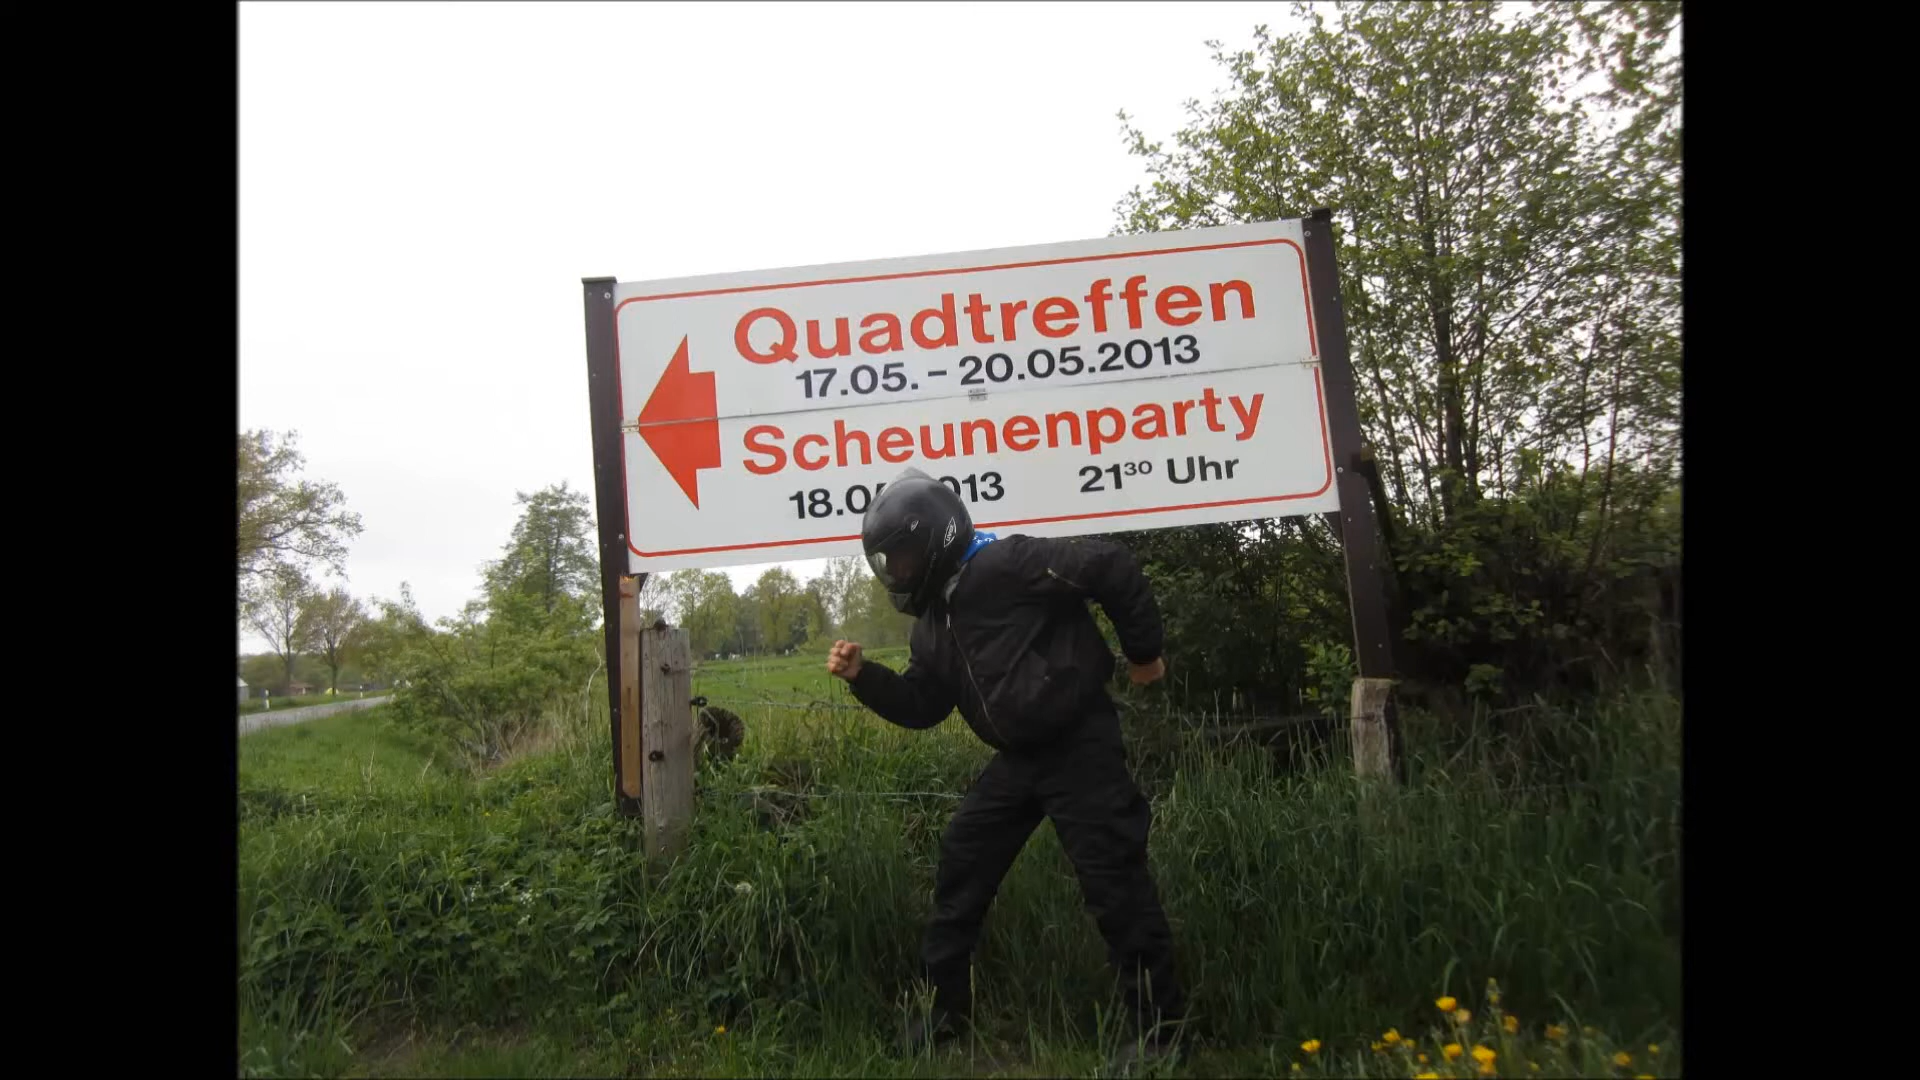 Quadtreffen
17.05. - 20.05.2013
Scheunenparty
21³⁰ Uhr